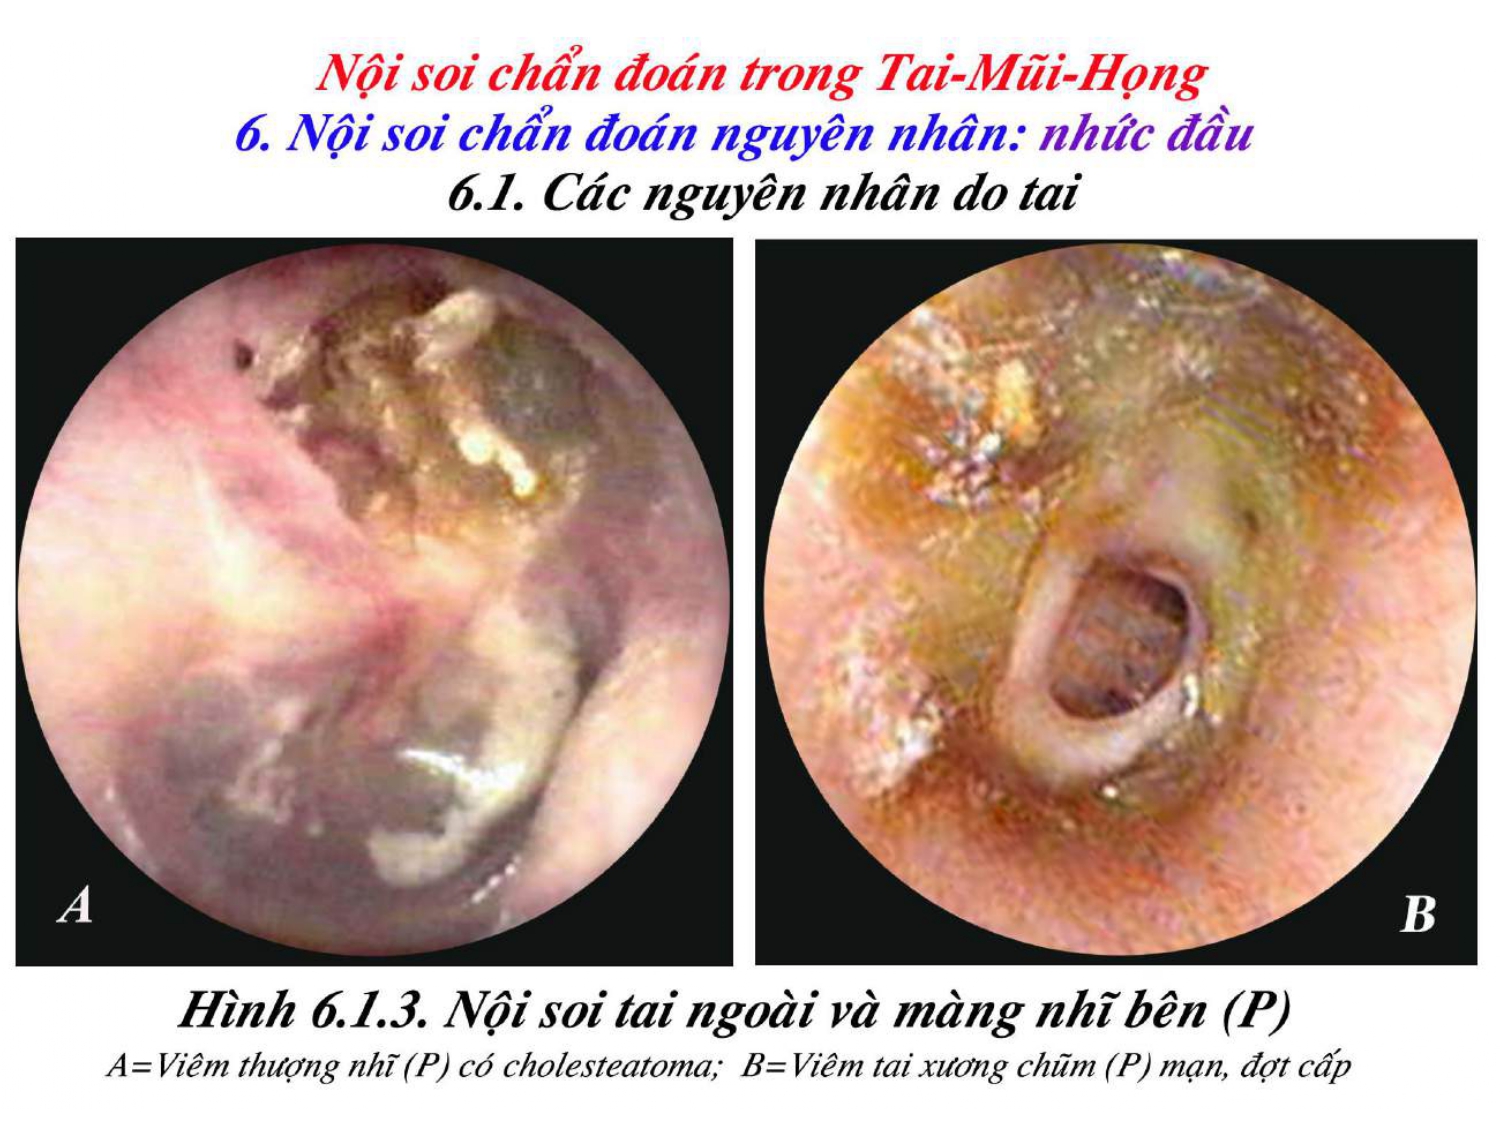 Nội soi chẩn đoán trong Tai-Mũi-Họng
6. Nội soi chẩn đoán nguyên nhân: nhức đầu
6.1. Các nguyên nhân do tai
A
B
Hình 6.1.3. Nội soi tai ngoài và màng nhĩ bên (P)
A=Viêm thượng nhĩ (P) có cholesteatoma; B=Viêm tai xương chũm (P) mạn, đợt cấp